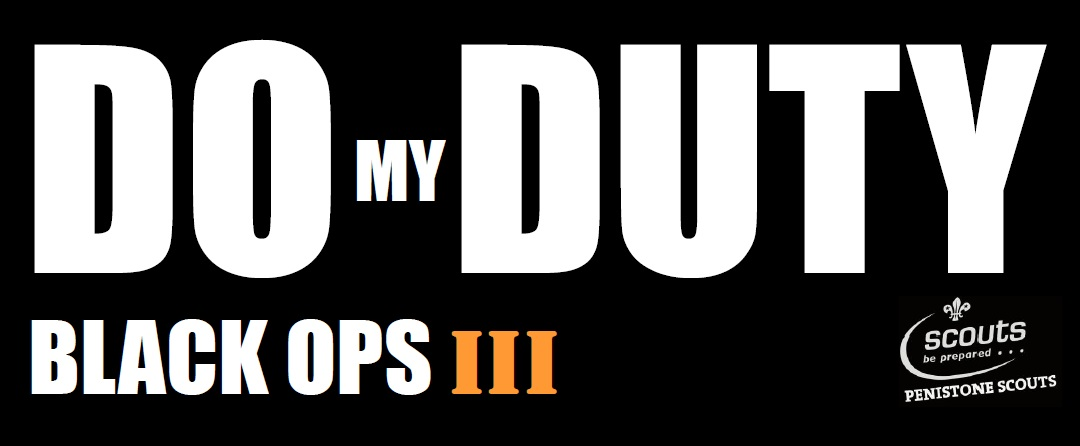 DO MY DUTY
BLACK OPS III
scouts
be prepared...
PENISTONE SCOUTS